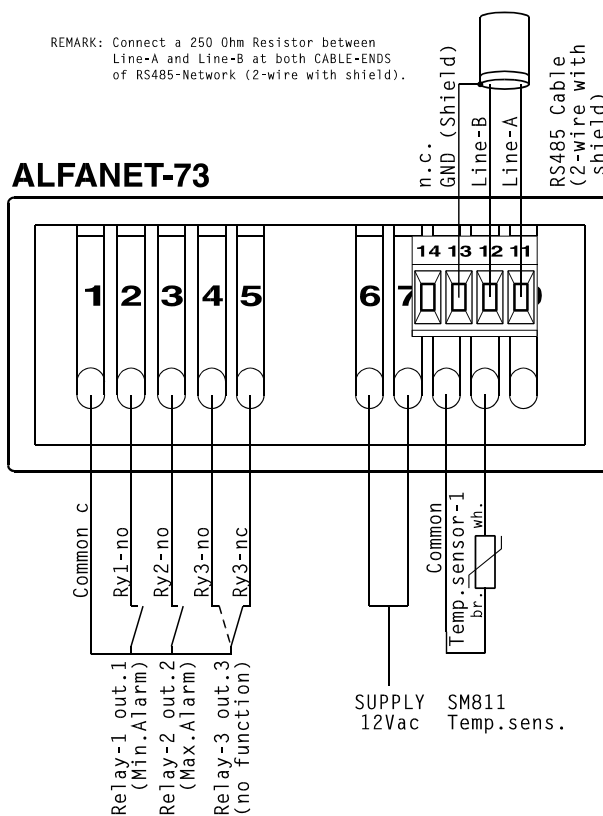 REMARK: Connect a 250 Ohm Resistor between
Line-A and Line-B at both CABLE-ENDS
of RS485-Network (2-wire with shield).
n.c.
GND (Shield)
Line-B
Line-A
RS485 Cable
(2-wire with
shield)
ALFANET-73
14 13 12 11
1 2 3 4 5 6 7 9
Common c
Ry1-no
Ry2-no
Ry3-no
Ry3-nc
Common
Temp.sensor-1
wh.
br.
Relay-1 out.1
(Min.Alarm)
Relay-2 out.2
(Max.Alarm)
Relay-3 out.3
(no function)
SUPPLY
12Vac
SM811
Temp.sens.